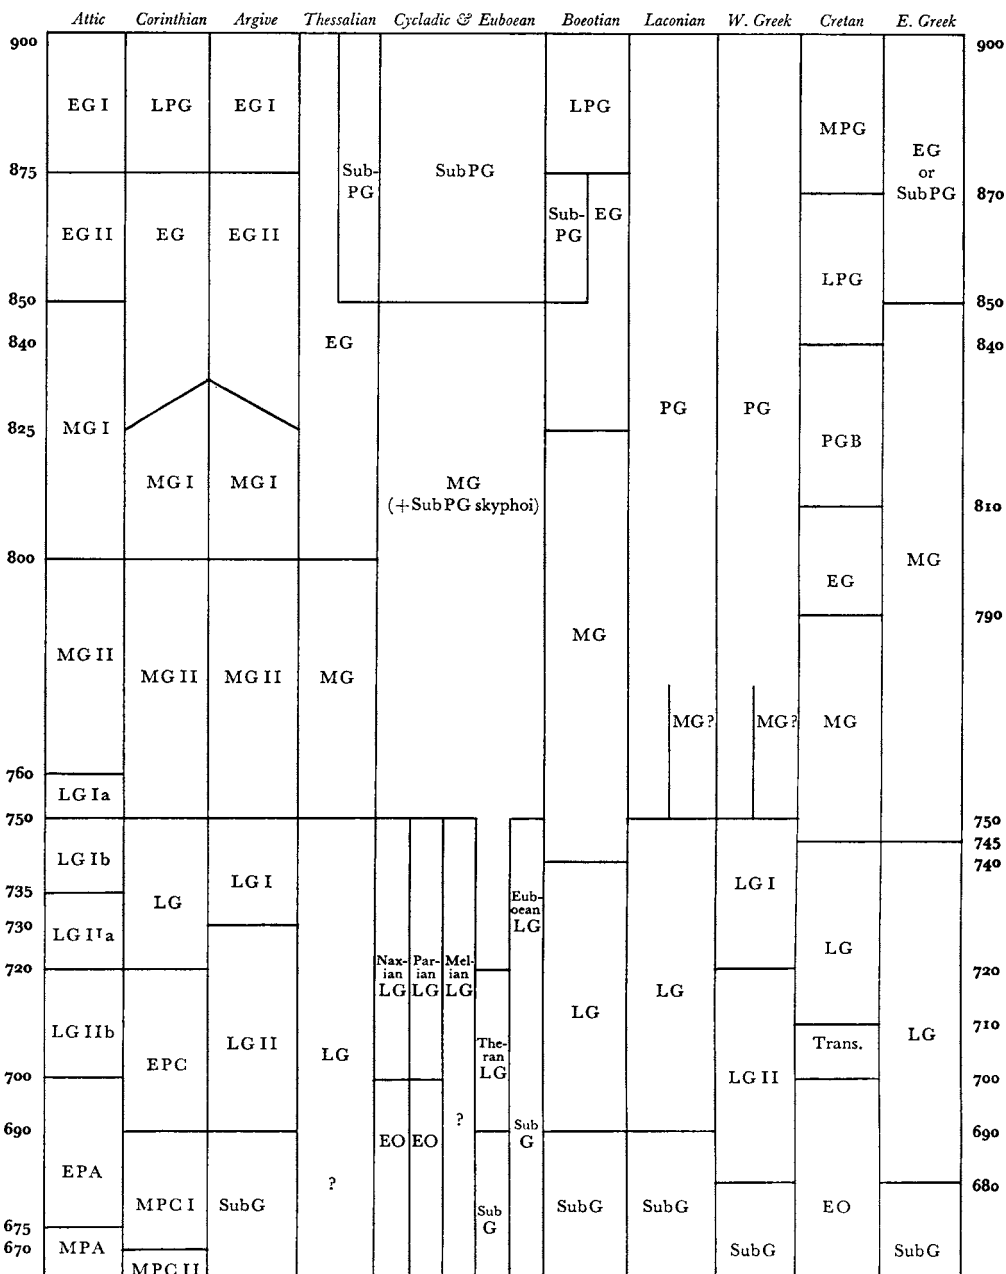 Attic Corinthian Argive Thessalian Cycladic & Euboean Boeotian Laconian W. Greek Cretan E. Greek
900 900
EG I LPG EG I LPG
MPG
EG
or
SubPG
875
Sub-
PG
SubPG
870
EG II EG EG II
Sub-
PG
EG
LPG
850 850
840 EG 840
825 MG I PG PG
PGB
MG I MG I
MG
(+SubPG skyphoi)
810
800 MG
EG
790
MG
MG II MG II MG II MG
MG? MG? MG
760
LG Ia
750 750
745
740
LG Ib
LG I LG I
735
LG
Eub-
oean
LG
730
LG IIa
LG
720 720
Nax-
ian
LG
Par-
ian
LG
Mel-
ian
LG
LG LG
710
LG IIb LG II LG
The-
ran
LG
Trans. LG
EPC
700 LG II 700
690 690
? EO EO
Sub
G
EPA
? 680
MPC I SubG
Sub
G
SubG SubG EO
675
670 MPA SubG SubG
MPC II